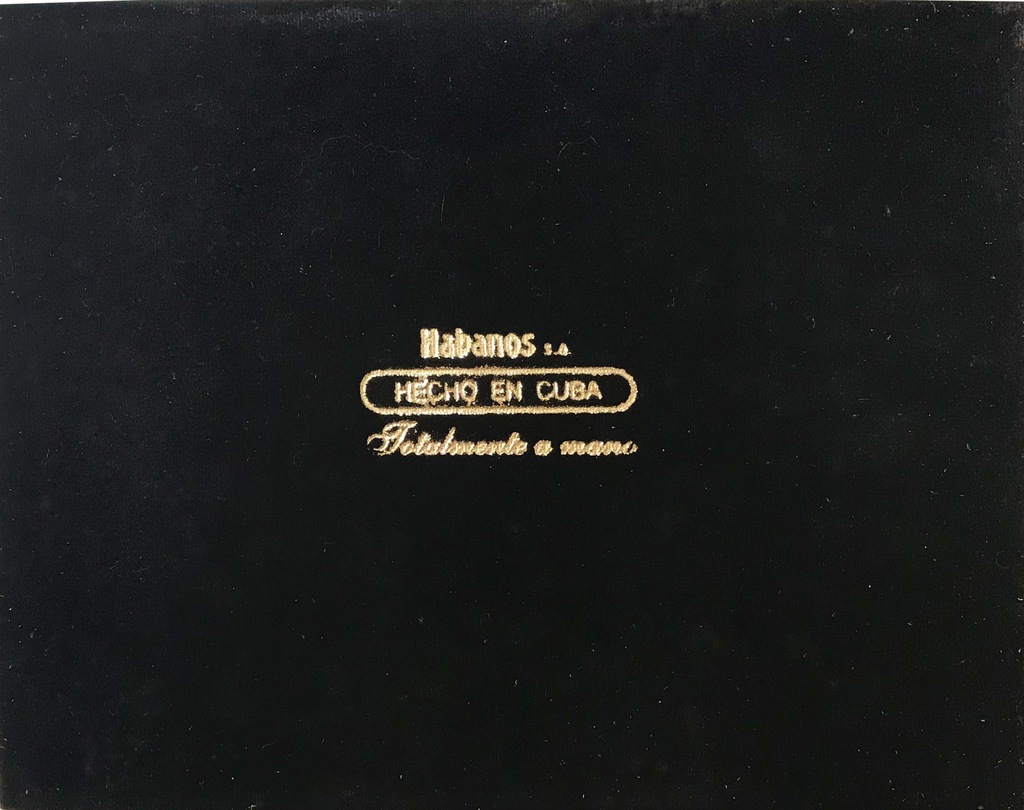 Habanos s.a.
HECHO EN CUBA
Totalmente a mano